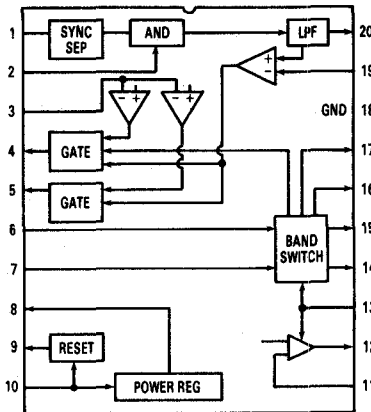 1 SYNC SEP AND LPF 20
2 + − 19
3 − + − + GND 18
4 GATE 17
5 GATE 16
6 BAND SWITCH 15
7 14
8 13
9 RESET 12
10 POWER REG 11